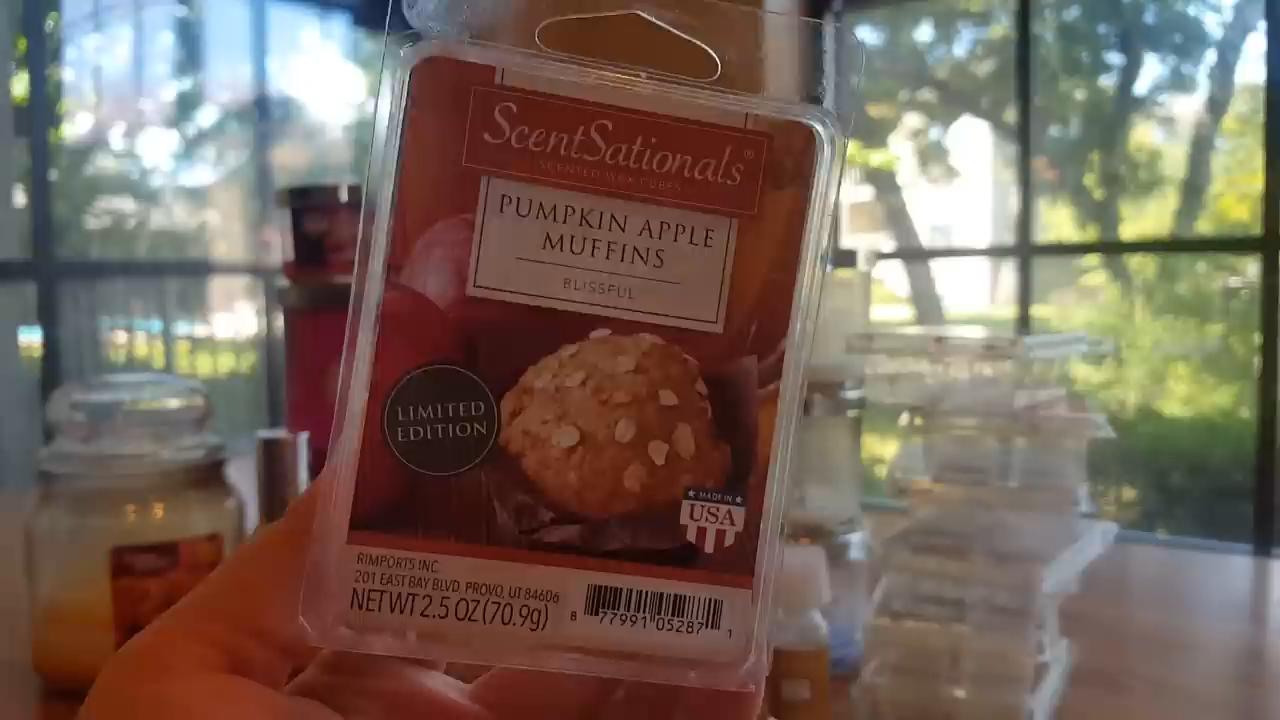 ScentSationals®
SCENTED WAX CUBES
PUMPKIN APPLE
MUFFINS
BLISSFUL
LIMITED
EDITION
MADE IN
USA
RIMPORTS INC.
201 EAST BAY BLVD, PROVO, UT 84606
NET WT 2.5 OZ (70.9g)
8 77991 05287 1